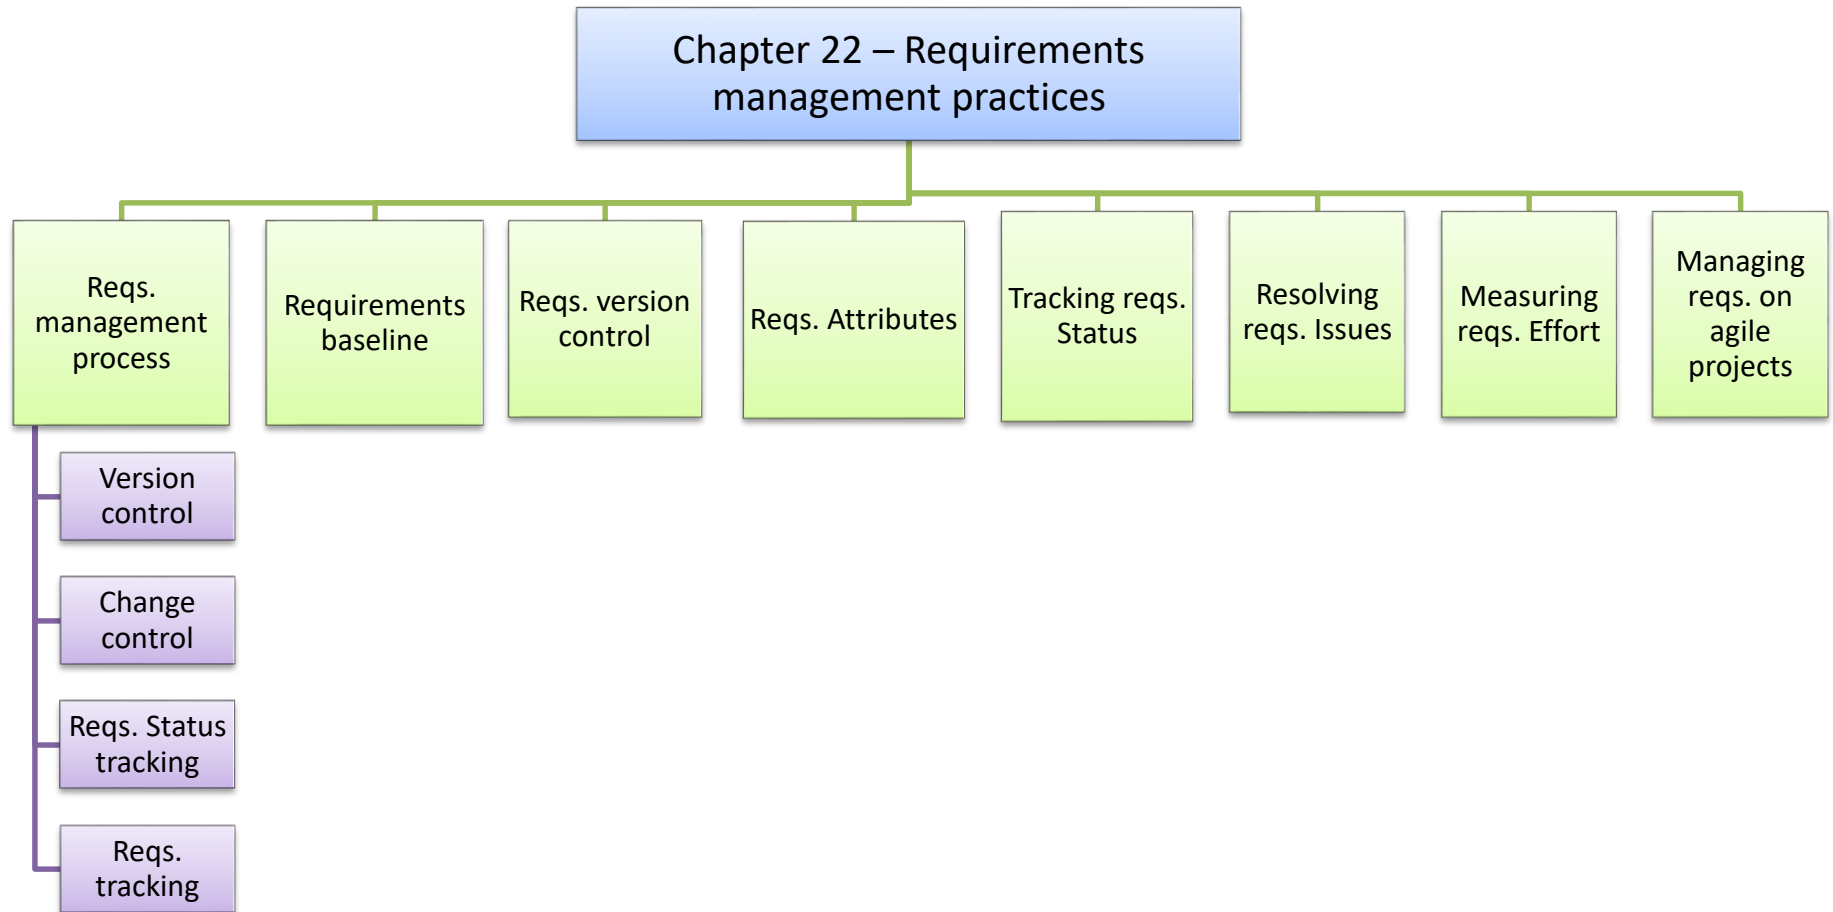 Chapter 22 – Requirements
management practices
Reqs.
management
process
Requirements
baseline
Reqs. version
control
Reqs. Attributes
Tracking reqs.
Status
Resolving
reqs. Issues
Measuring
reqs. Effort
Managing
reqs. on
agile
projects
Version
control
Change
control
Reqs. Status
tracking
Reqs.
tracking